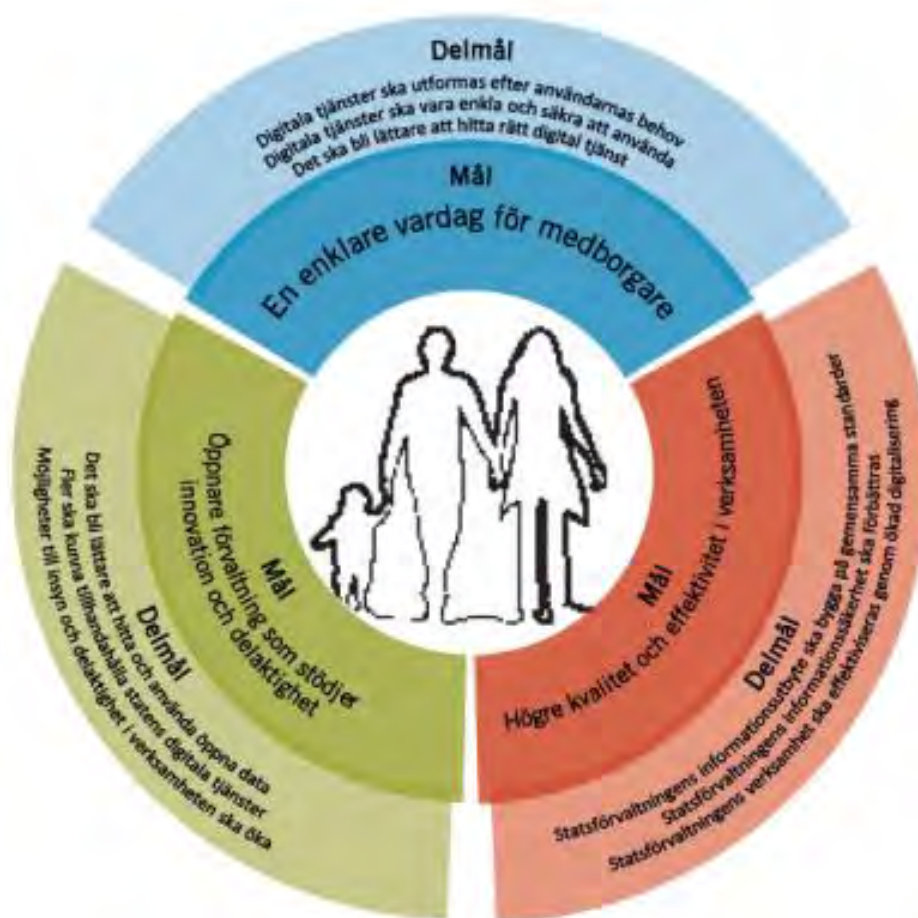 Delmål
Digitala tjänster ska utformas efter användarnas behov
Digitala tjänster ska vara enkla och säkra att använda
Det ska bli lättare att hitta rätt digital tjänst
Mål
En enklare vardag för medborgare
Högre kvalitet och effektivitet i verksamheten
Mål
Delmål
Statsförvaltningens informationsutbyte ska bygga på gemensamma standarder
Statsförvaltningens informationssäkerhet ska förbättras
Statsförvaltningens verksamhet ska effektiviseras genom ökad digitalisering
Mål
Öppnare förvaltning som stödjer
innovation och delaktighet
Delmål
Det ska bli lättare att hitta och använda öppna data
Fler ska kunna tillhandahålla statens digitala tjänster
Möjligheter till insyn och delaktighet i verksamheten ska öka